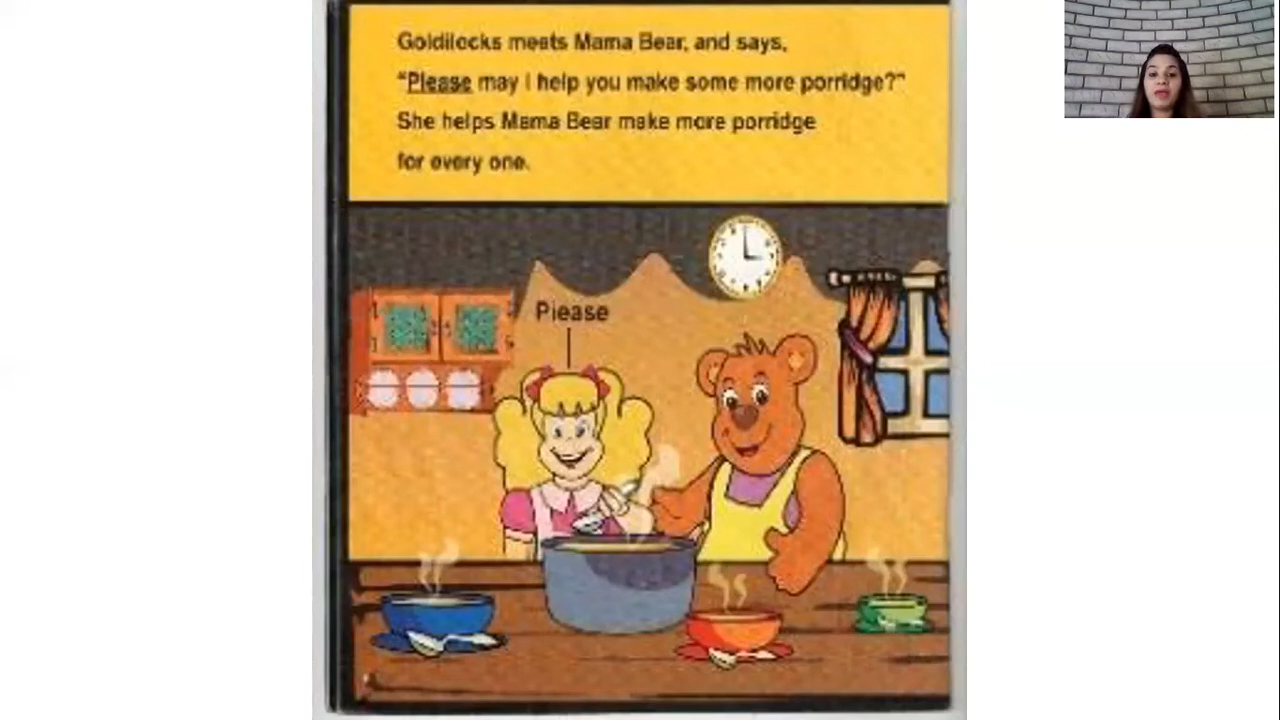 Goldilocks meets Mama Bear, and says,
“Please may I help you make some more porridge?”
She helps Mama Bear make more porridge
for every one.
Please